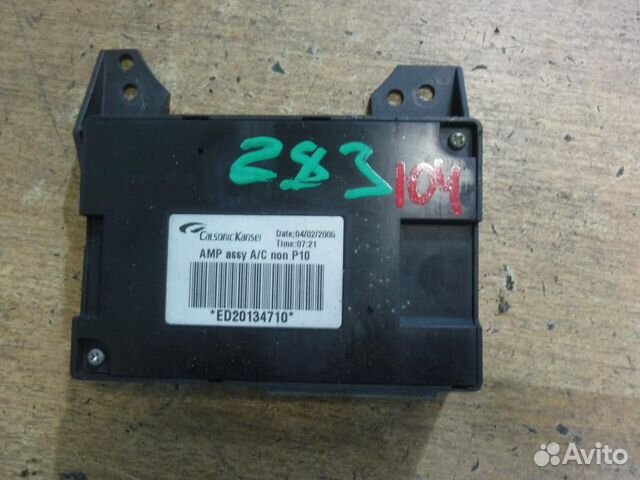 283
104
CalsonicKansei
Date:04/02/2006
Time:07:21
AMP assy A/C non P10
*ED20134710*
Avito